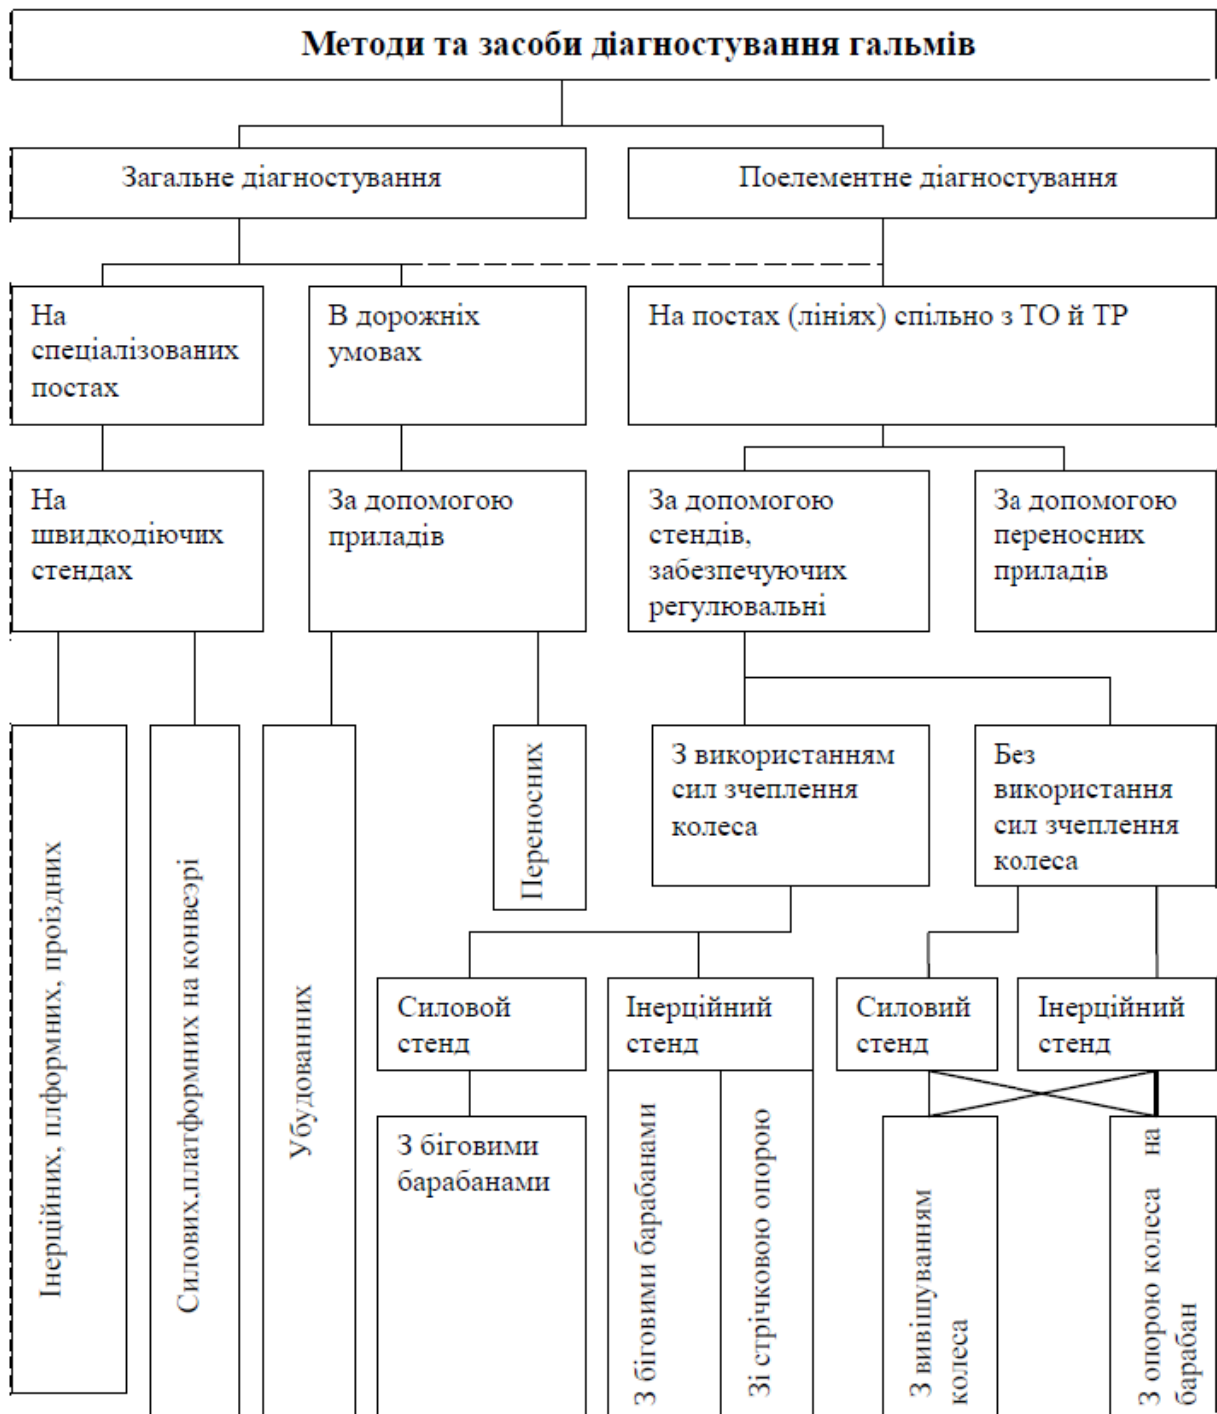 Методи та засоби діагностування гальмів
Загальне діагностування
Поелементне діагностування
На
спеціалізованих
постах
В дорожніх
умовах
На постах (лініях) спільно з ТО й ТР
На
швидкодіючих
стендах
За допомогою
приладів
За допомогою
стендів,
забезпечуючих
регулювальні
За допомогою
переносних
приладів
Інерційних, плформних, проїздних
Силових.платформних на конвеэрі
Убудованних
Переносних
З використанням
сил зчеплення
колеса
Без
використання
сил зчеплення
колеса
Силовой
стенд
Інерційний
стенд
Силовий
стенд
Інерційний
стенд
З біговими
барабанами
З біговими барабанами
Зі стрічковою опорою
З вивішуванням
колеса
З опорою колеса на
барабан